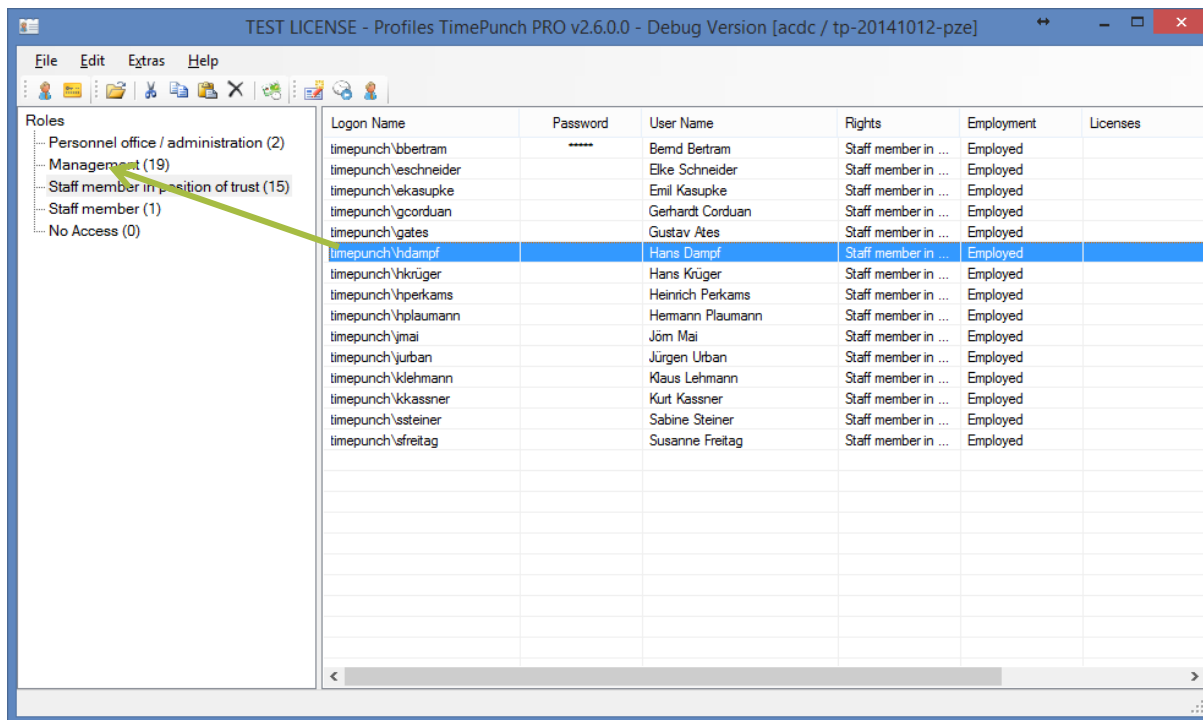 TEST LICENSE - Profiles TimePunch PRO v2.6.0.0 - Debug Version [acdc / tp-20141012-pze]
File Edit Extras Help
Roles
Personnel office / administration (2)
Management (19)
Staff member in position of trust (15)
Staff member (1)
No Access (0)
Logon Name Password User Name Rights Employment Licenses
timepunch\bbertram ***** Bernd Bertram Staff member in ... Employed
timepunch\eschneider Elke Schneider Staff member in ... Employed
timepunch\ekasupke Emil Kasupke Staff member in ... Employed
timepunch\gcorduan Gerhardt Corduan Staff member in ... Employed
timepunch\gates Gustav Ates Staff member in ... Employed
timepunch\hdampf Hans Dampf Staff member in ... Employed
timepunch\hkrüger Hans Krüger Staff member in ... Employed
timepunch\hperkams Heinrich Perkams Staff member in ... Employed
timepunch\hplaumann Hermann Plaumann Staff member in ... Employed
timepunch\jmai Jörn Mai Staff member in ... Employed
timepunch\jurban Jürgen Urban Staff member in ... Employed
timepunch\klehmann Klaus Lehmann Staff member in ... Employed
timepunch\kkassner Kurt Kassner Staff member in ... Employed
timepunch\ssteiner Sabine Steiner Staff member in ... Employed
timepunch\sfreitag Susanne Freitag Staff member in ... Employed